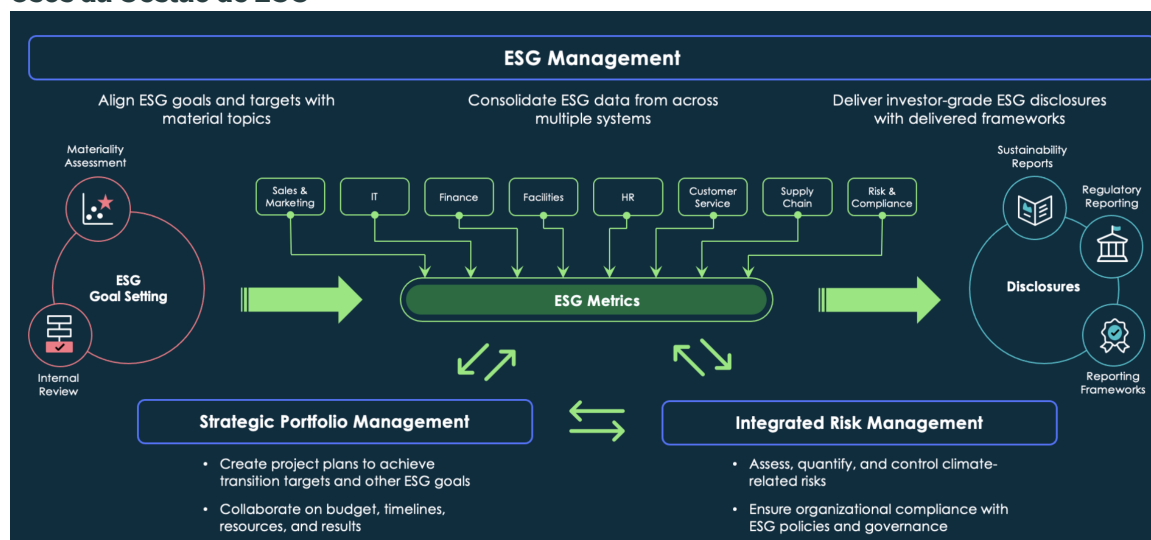 ESG Management
Align ESG goals and targets with
material topics
Consolidate ESG data from across
multiple systems
Deliver investor-grade ESG disclosures
with delivered frameworks
Materiality
Assessment
ESG
Goal Setting
Internal
Review
Sales &
Marketing
IT
Finance
Facilities
HR
Customer
Service
Supply
Chain
Risk &
Compliance
ESG Metrics
Sustainability
Reports
Regulatory
Reporting
Disclosures
Reporting
Frameworks
Strategic Portfolio Management
• Create project plans to achieve
transition targets and other ESG goals
• Collaborate on budget, timelines,
resources, and results
Integrated Risk Management
• Assess, quantify, and control climate-
related risks
• Ensure organizational compliance with
ESG policies and governance